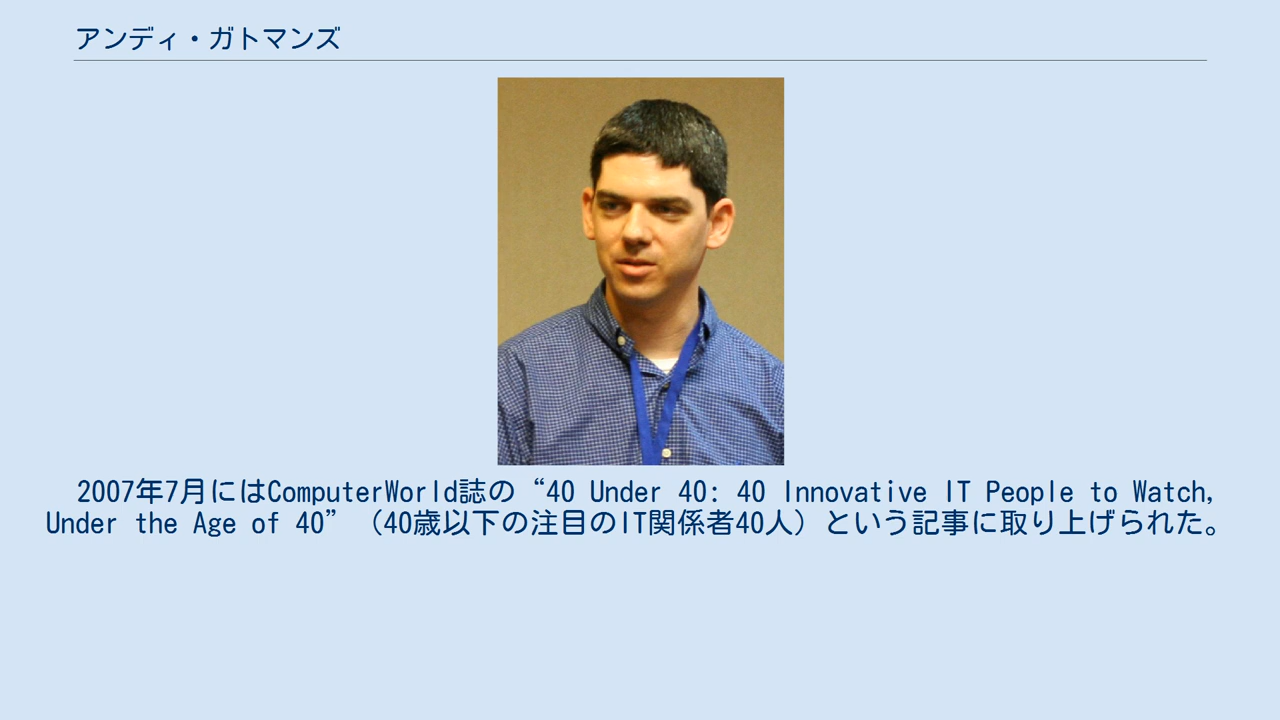 アンディ・ガトマンズ
2007年7月にはComputerWorld誌の“40 Under 40: 40 Innovative IT People to Watch,
Under the Age of 40”（40歳以下の注目のIT関係者40人）という記事に取り上げられた。